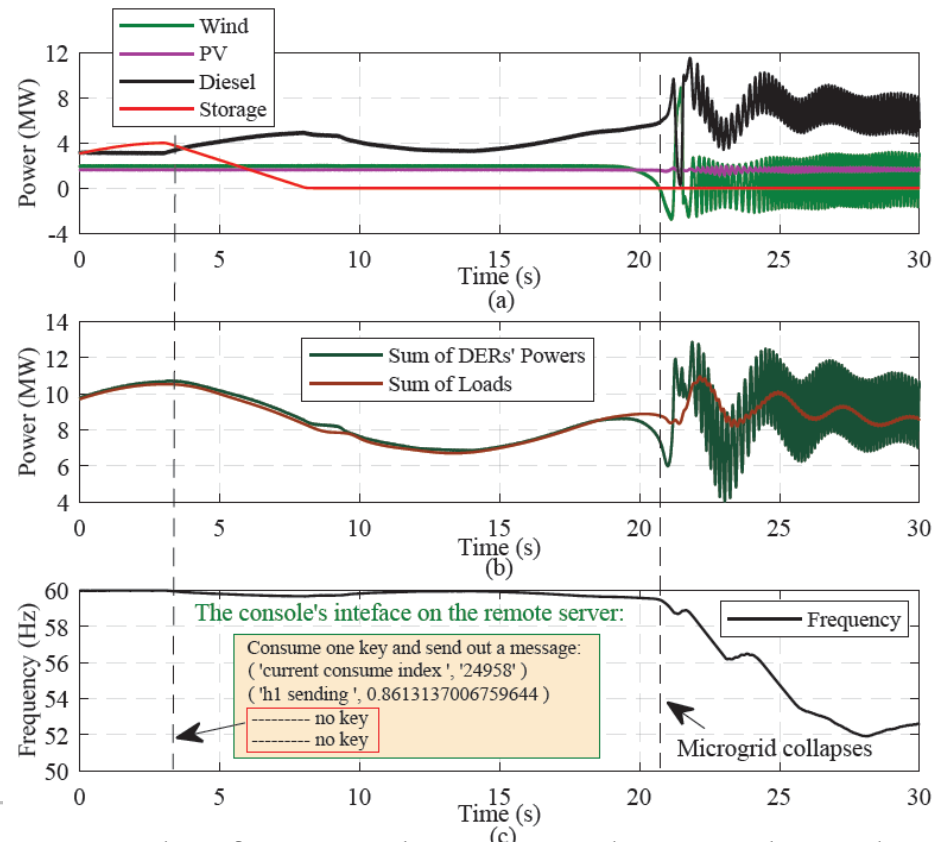 Wind
PV
Diesel
Storage
Power (MW)
12
8
4
0
-4
0 5 10 15 20 25 30
Time (s)
(a)
Sum of DERs' Powers
Sum of Loads
Power (MW)
14
12
10
8
6
4
0 5 10 15 20 25 30
Time (s)
(b)
Frequency (Hz)
60
58
56
54
52
50
The console's inteface on the remote server:
Consume one key and send out a message:
( 'current consume index ', '24958' )
( 'h1 sending ', 0.8613137006759644 )
--------- no key
--------- no key
Frequency
Microgrid collapses
0 5 10 15 20 25 30
Time (s)
(c)